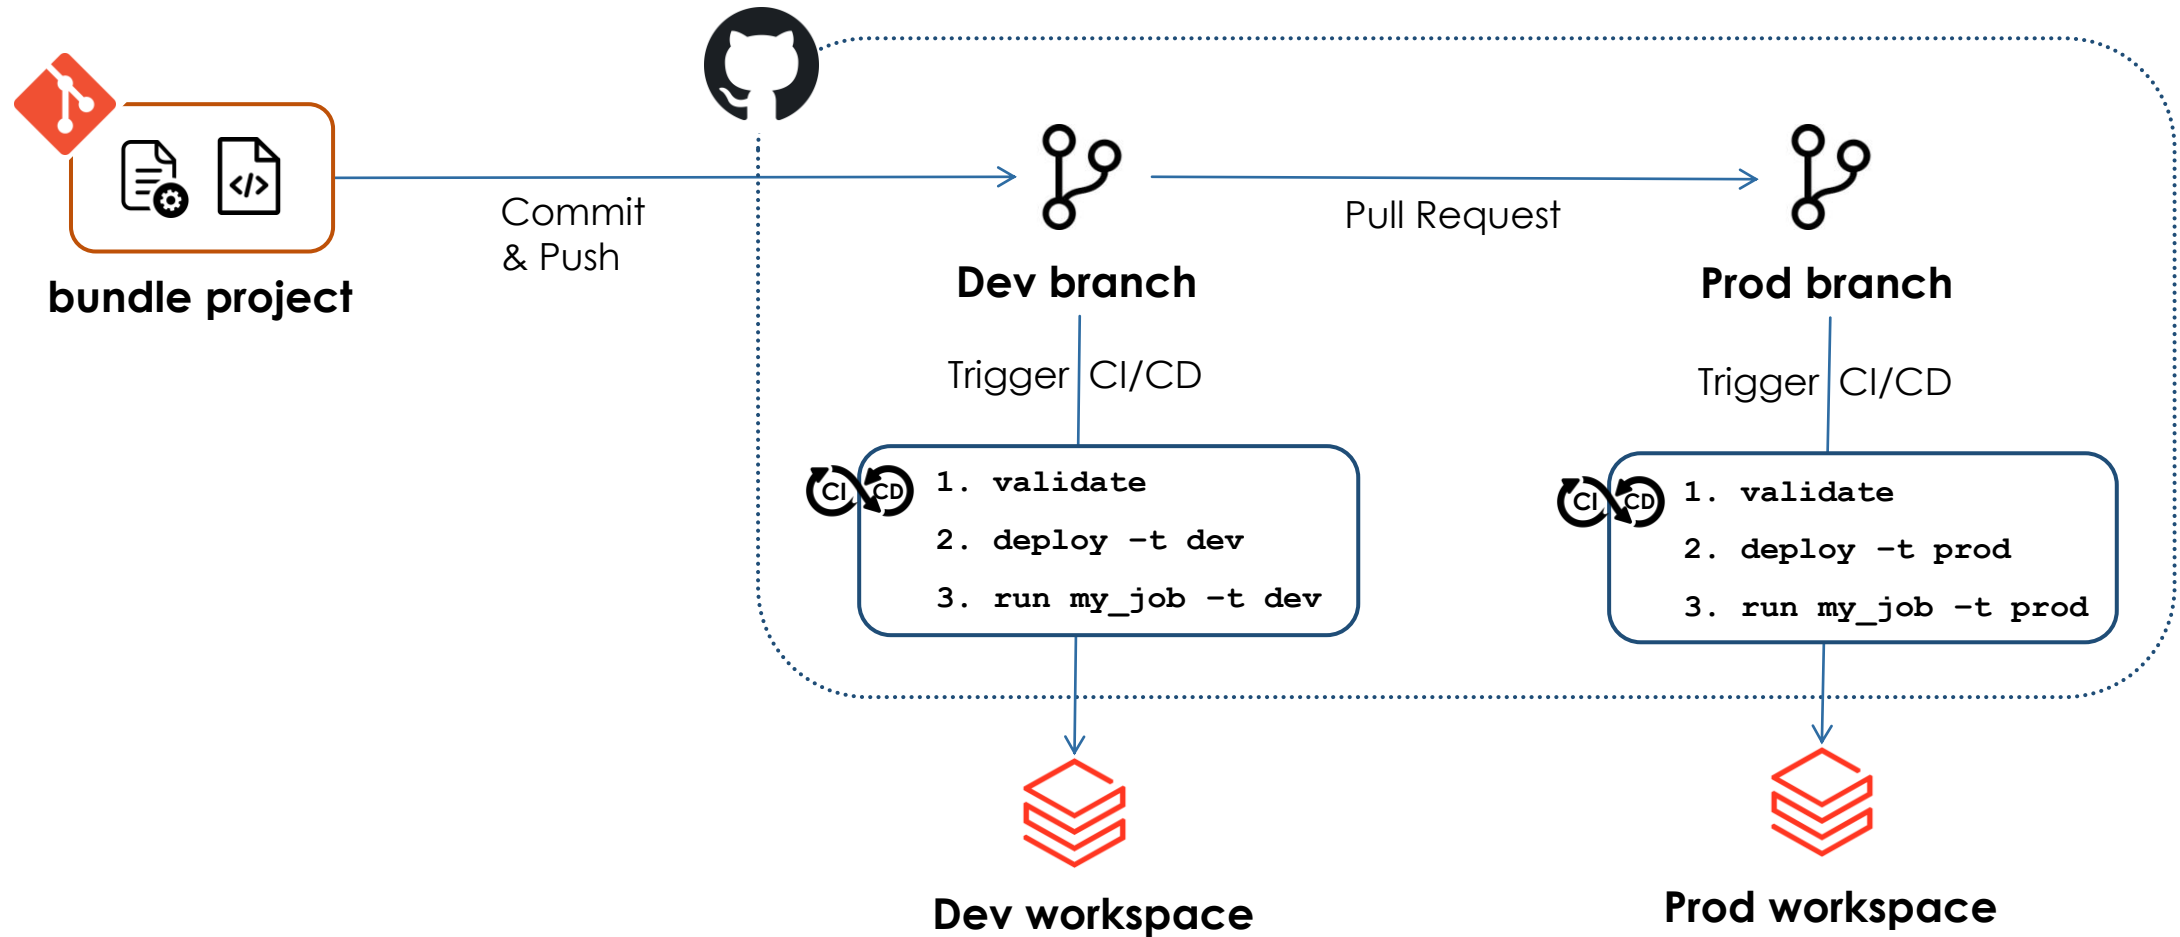 bundle project
Commit
& Push
Dev branch
Pull Request
Prod branch
Trigger CI/CD
Trigger CI/CD
CI CD
1. validate
2. deploy –t dev
3. run my_job –t dev
CI CD
1. validate
2. deploy –t prod
3. run my_job –t prod
Dev workspace
Prod workspace